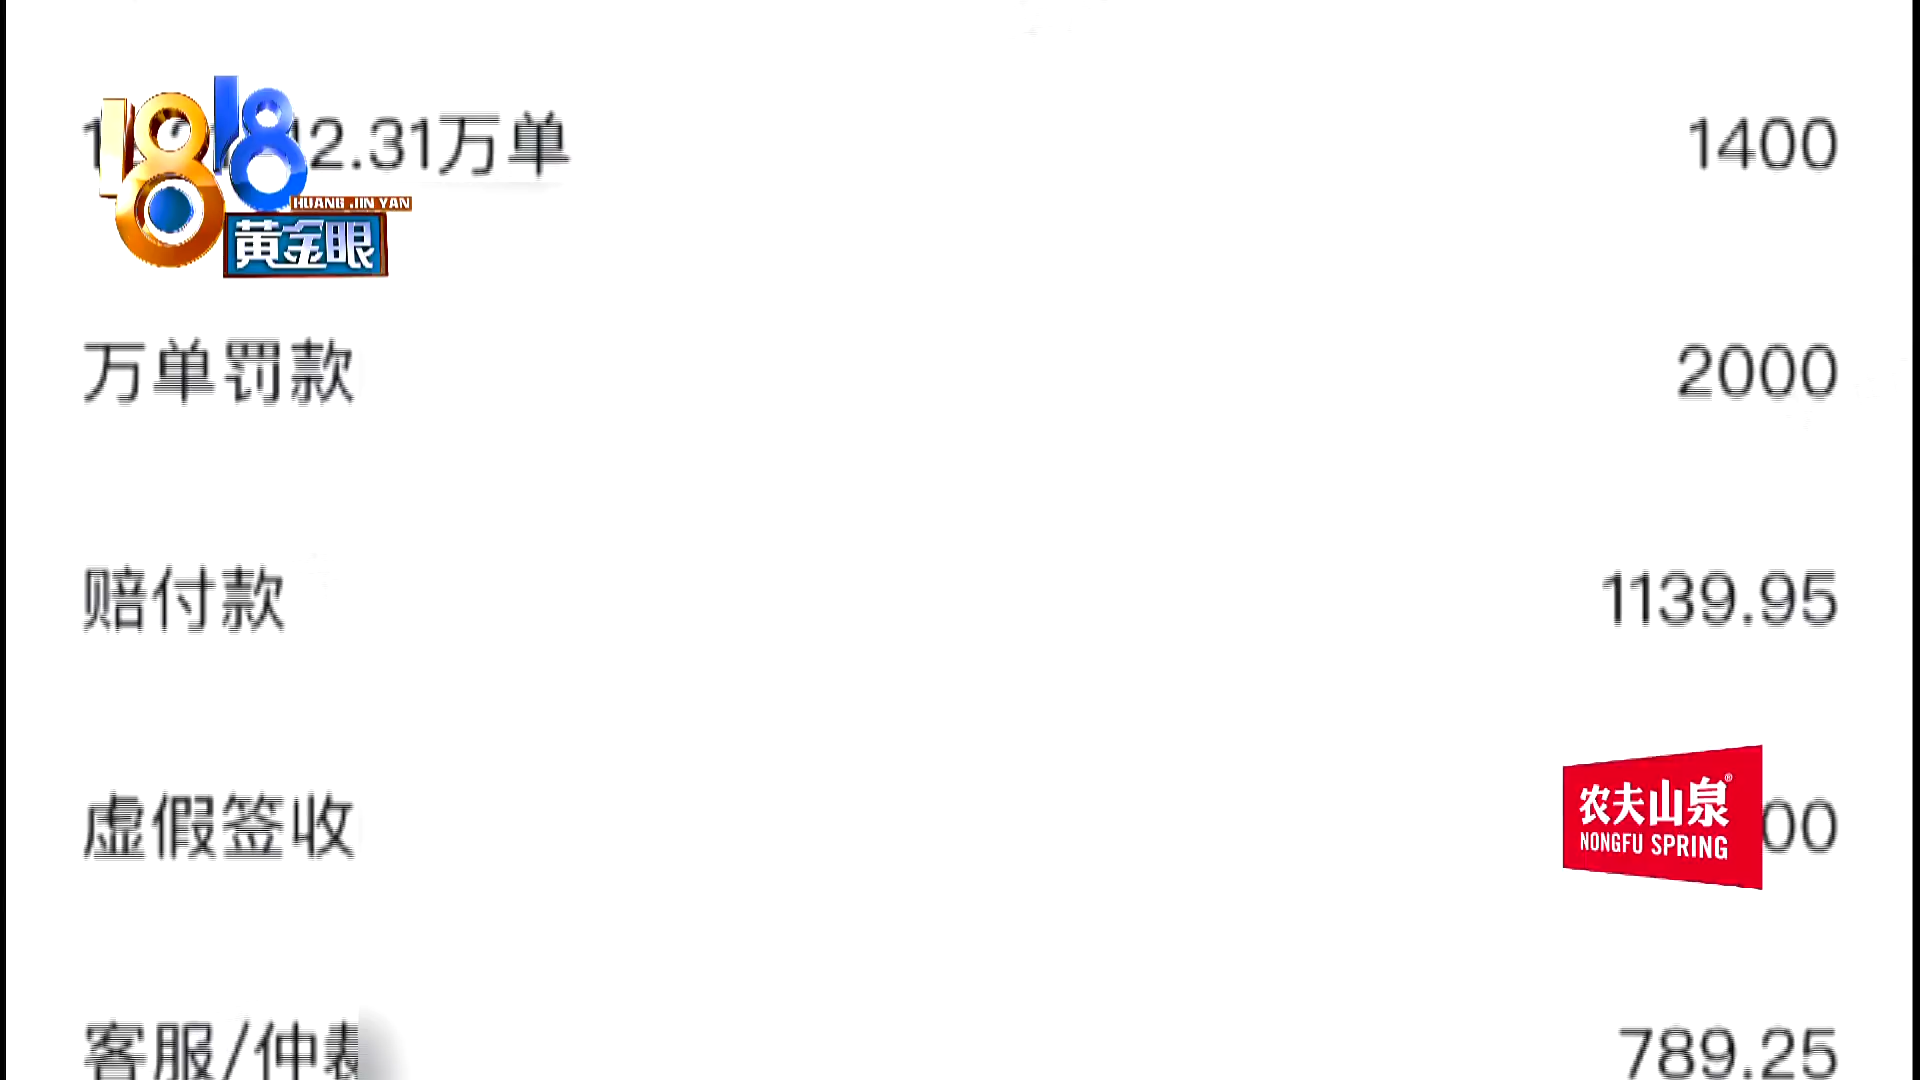 12.31万单 1400
HUANG JIN YAN
黄金眼
万单罚款 2000
赔付款 1139.95
虚假签收 00
农夫山泉®
NONGFU SPRING
客服/仲裁 789.25
1818